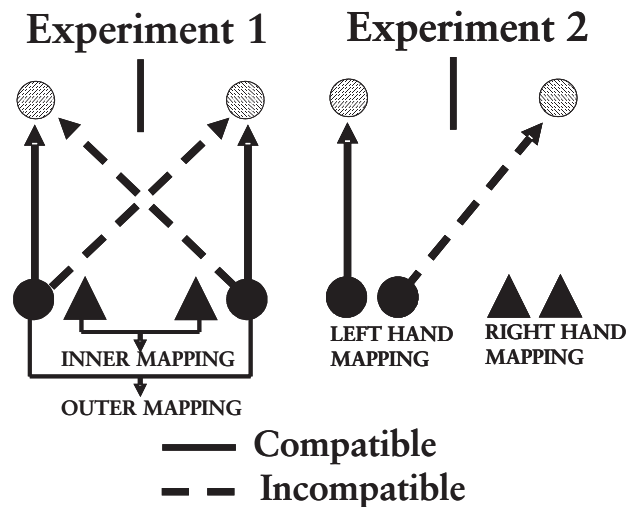 Experiment 1
Experiment 2
INNER MAPPING
OUTER MAPPING
LEFT HAND
MAPPING
RIGHT HAND
MAPPING
Compatible
Incompatible